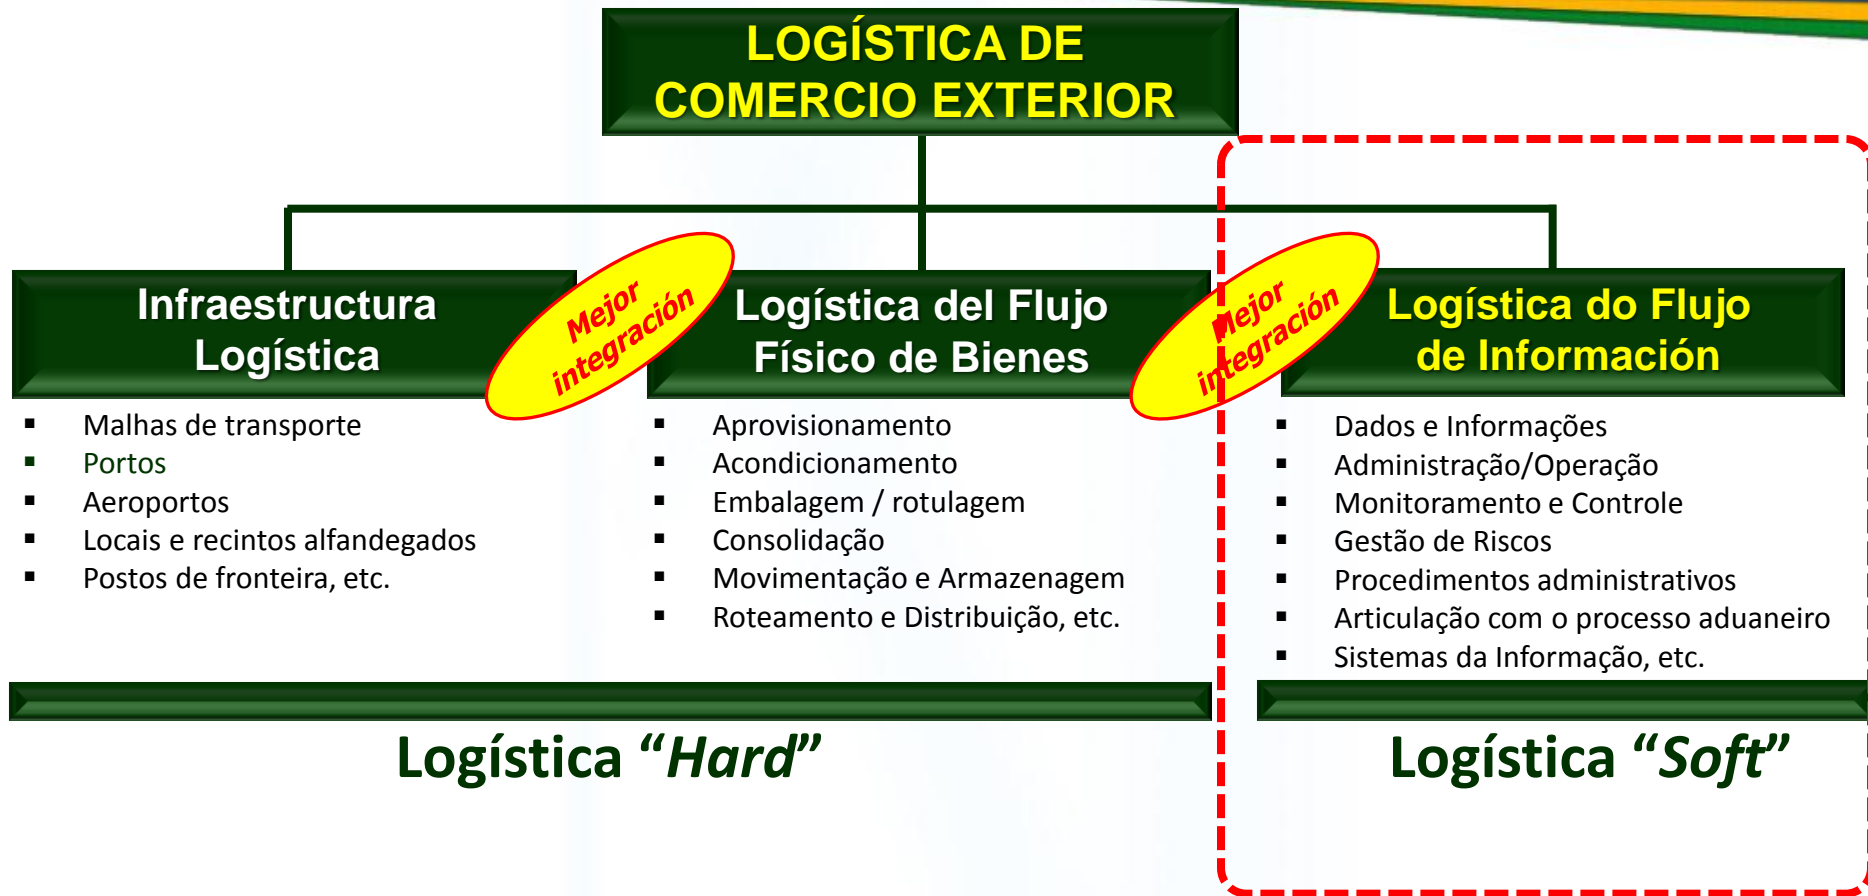 LOGÍSTICA DE
COMERCIO EXTERIOR
Infraestructura
Logística
Mejor
integración
Logística del Flujo
Físico de Bienes
Mejor
integración
Logística do Flujo
de Información
▪ Malhas de transporte
▪ Portos
▪ Aeroportos
▪ Locais e recintos alfandegados
▪ Postos de fronteira, etc.
▪ Aprovisionamento
▪ Acondicionamento
▪ Embalagem / rotulagem
▪ Consolidação
▪ Movimentação e Armazenagem
▪ Roteamento e Distribuição, etc.
▪ Dados e Informações
▪ Administração/Operação
▪ Monitoramento e Controle
▪ Gestão de Riscos
▪ Procedimentos administrativos
▪ Articulação com o processo aduaneiro
▪ Sistemas da Informação, etc.
Logística “Hard”
Logística “Soft”